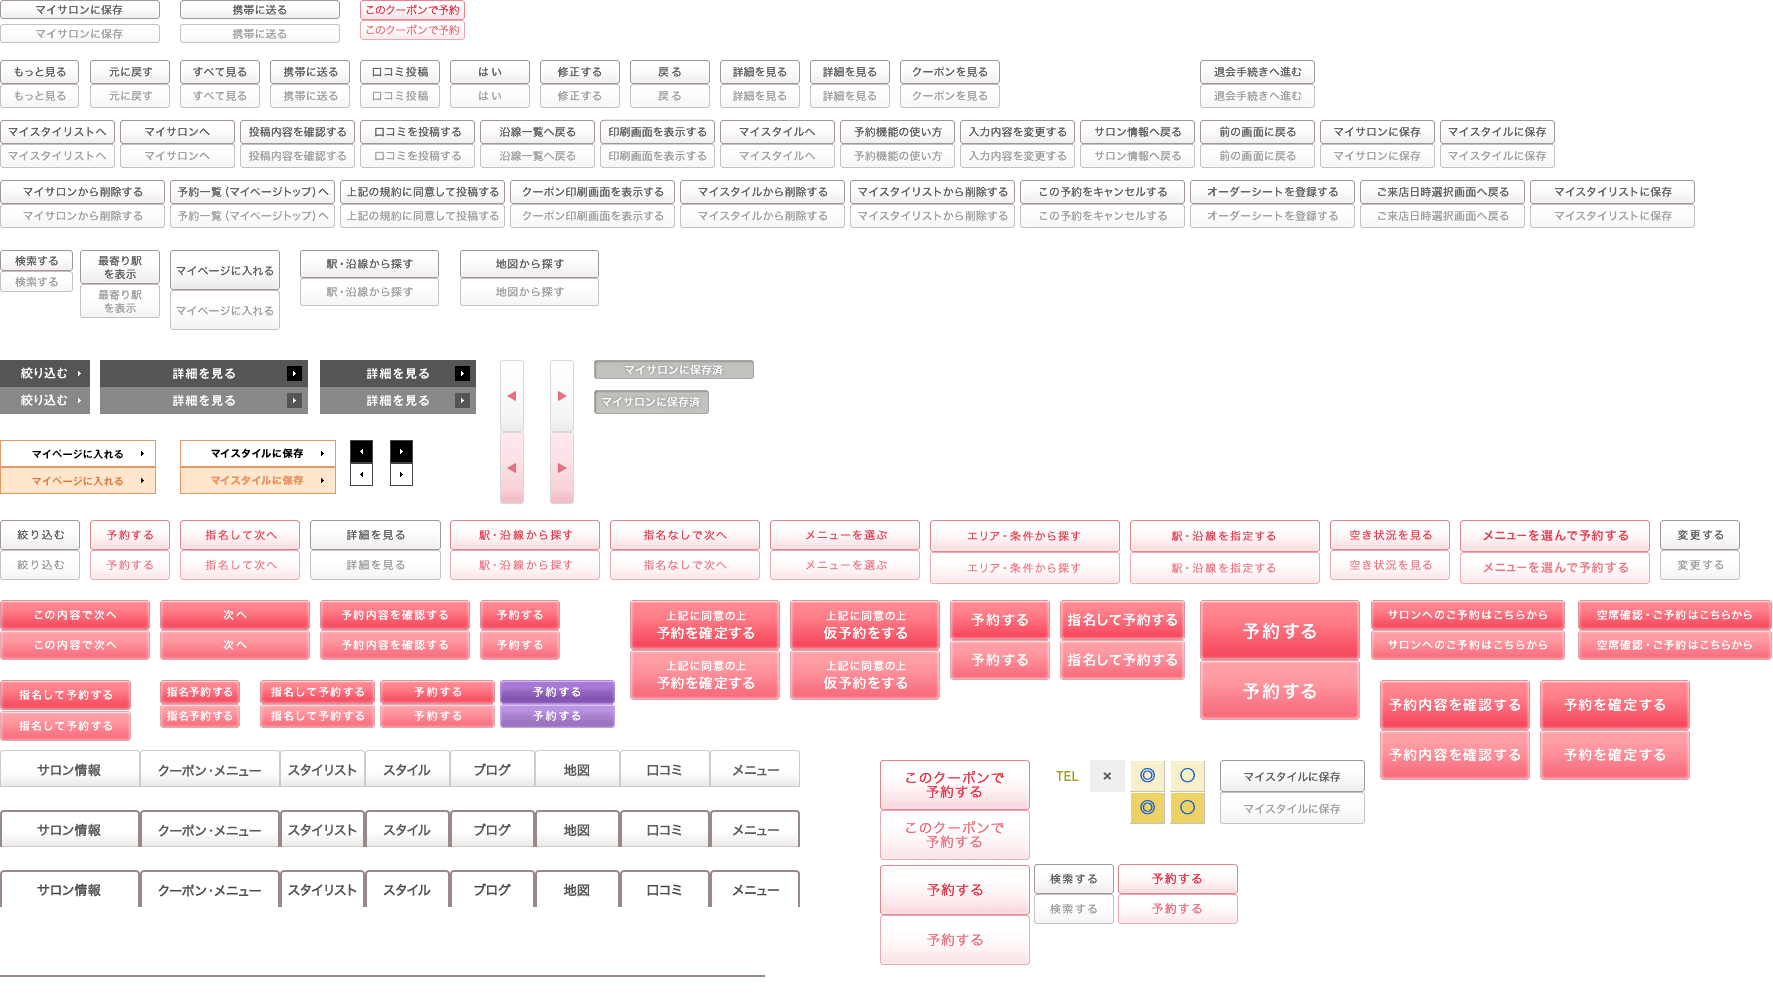 マイサロンに保存 携帯に送る このクーポンで予約
マイサロンに保存 携帯に送る このクーポンで予約
もっと見る 元に戻す すべて見る 携帯に送る 口コミ投稿 はい 修正する 戻る 詳細を見る 詳細を見る クーポンを見る 退会手続きへ進む
もっと見る 元に戻す すべて見る 携帯に送る 口コミ投稿 はい 修正する 戻る 詳細を見る 詳細を見る クーポンを見る 退会手続きへ進む
マイスタイリストへ マイサロンへ 投稿内容を確認する 口コミを投稿する 沿線一覧へ戻る 印刷画面を表示する マイスタイルへ 予約機能の使い方 入力内容を変更する サロン情報へ戻る 前の画面に戻る マイサロンに保存 マイスタイルに保存
マイスタイリストへ マイサロンへ 投稿内容を確認する 口コミを投稿する 沿線一覧へ戻る 印刷画面を表示する マイスタイルへ 予約機能の使い方 入力内容を変更する サロン情報へ戻る 前の画面に戻る マイサロンに保存 マイスタイルに保存
マイサロンから削除する 予約一覧(マイページトップ)へ 上記の規約に同意して投稿する クーポン印刷画面を表示する マイスタイルから削除する マイスタイリストから削除する この予約をキャンセルする オーダーシートを登録する ご来店日時選択画面へ戻る マイスタイリストに保存
マイサロンから削除する 予約一覧(マイページトップ)へ 上記の規約に同意して投稿する クーポン印刷画面を表示する マイスタイルから削除する マイスタイリストから削除する この予約をキャンセルする オーダーシートを登録する ご来店日時選択画面へ戻る マイスタイリストに保存
検索する 最寄り駅 マイページに入れる 駅・沿線から探す 地図から探す
を表示
検索する 最寄り駅 マイページに入れる 駅・沿線から探す 地図から探す
を表示
絞り込む 詳細を見る 詳細を見る マイサロンに保存済
絞り込む 詳細を見る 詳細を見る マイサロンに保存済
マイページに入れる マイスタイルに保存
マイページに入れる マイスタイルに保存
絞り込む 予約する 指名して次へ 詳細を見る 駅・沿線から探す 指名なしで次へ メニューを選ぶ エリア・条件から探す 駅・沿線を指定する 空き状況を見る メニューを選んで予約する 変更する
絞り込む 予約する 指名して次へ 詳細を見る 駅・沿線から探す 指名なしで次へ メニューを選ぶ エリア・条件から探す 駅・沿線を指定する 空き状況を見る メニューを選んで予約する 変更する
この内容で次へ 次へ 予約内容を確認する 予約する 上記に同意の上 上記に同意の上 予約する 指名して予約する 予約する サロンへのご予約はこちらから 空席確認・ご予約はこちらから
予約を確定する 仮予約をする
この内容で次へ 次へ 予約内容を確認する 予約する 上記に同意の上 上記に同意の上 予約する 指名して予約する 予約する サロンへのご予約はこちらから 空席確認・ご予約はこちらから
予約を確定する 仮予約をする
指名して予約する 指名予約する 指名して予約する 予約する 予約する 予約内容を確認する 予約を確定する
指名して予約する 指名予約する 指名して予約する 予約する 予約する 予約内容を確認する 予約を確定する
サロン情報 クーポン・メニュー スタイリスト スタイル ブログ 地図 口コミ メニュー
このクーポンで TEL × ◎ ○ マイスタイルに保存
予約する
◎ ○ マイスタイルに保存
サロン情報 クーポン・メニュー スタイリスト スタイル ブログ 地図 口コミ メニュー
このクーポンで
予約する
サロン情報 クーポン・メニュー スタイリスト スタイル ブログ 地図 口コミ メニュー
予約する 検索する 予約する
予約する 検索する 予約する